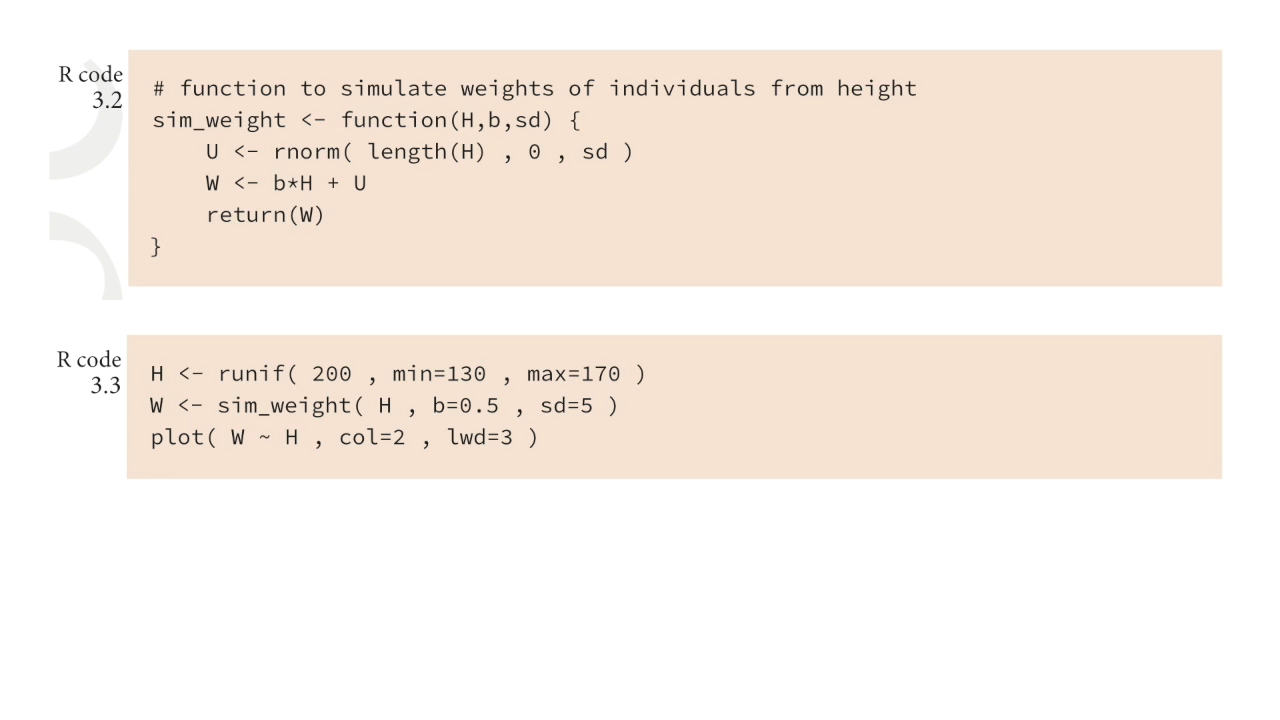 R code
3.2
# function to simulate weights of individuals from height
sim_weight <- function(H,b,sd) {
    U <- rnorm( length(H) , 0 , sd )
    W <- b*H + U
    return(W)
}
R code
3.3
H <- runif( 200 , min=130 , max=170 )
W <- sim_weight( H , b=0.5 , sd=5 )
plot( W ~ H , col=2 , lwd=3 )